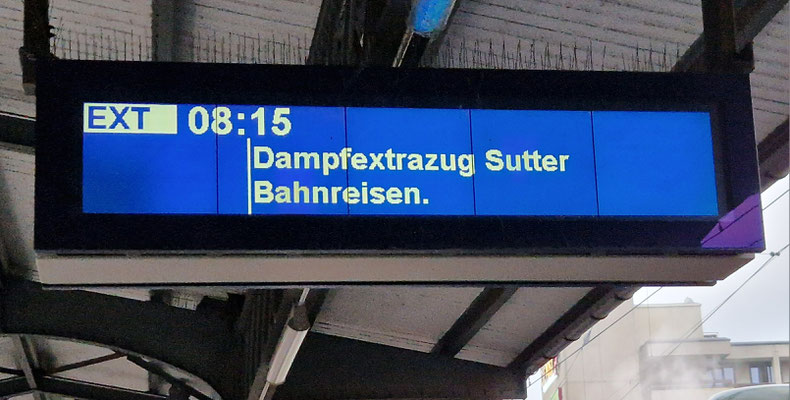 EXT 08:15
Dampfextrazug Sutter
Bahnreisen.